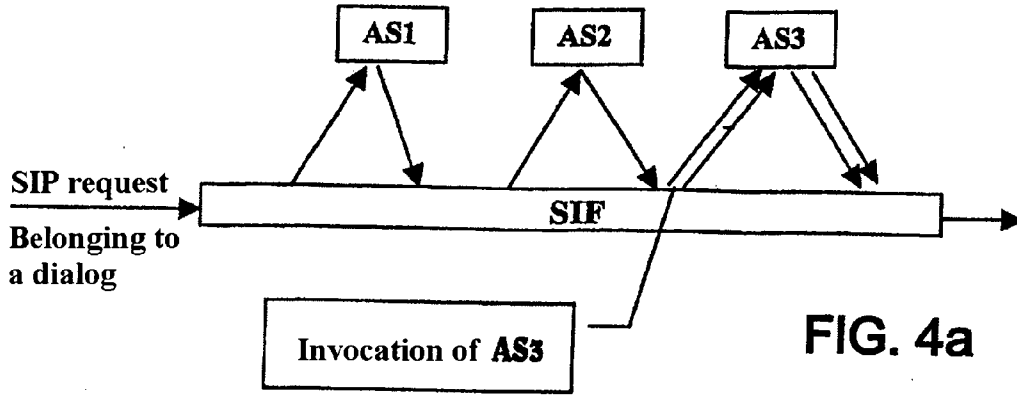 AS1
AS2
AS3
SIP request
SIF
Belonging to
a dialog
Invocation of AS3
FIG. 4a